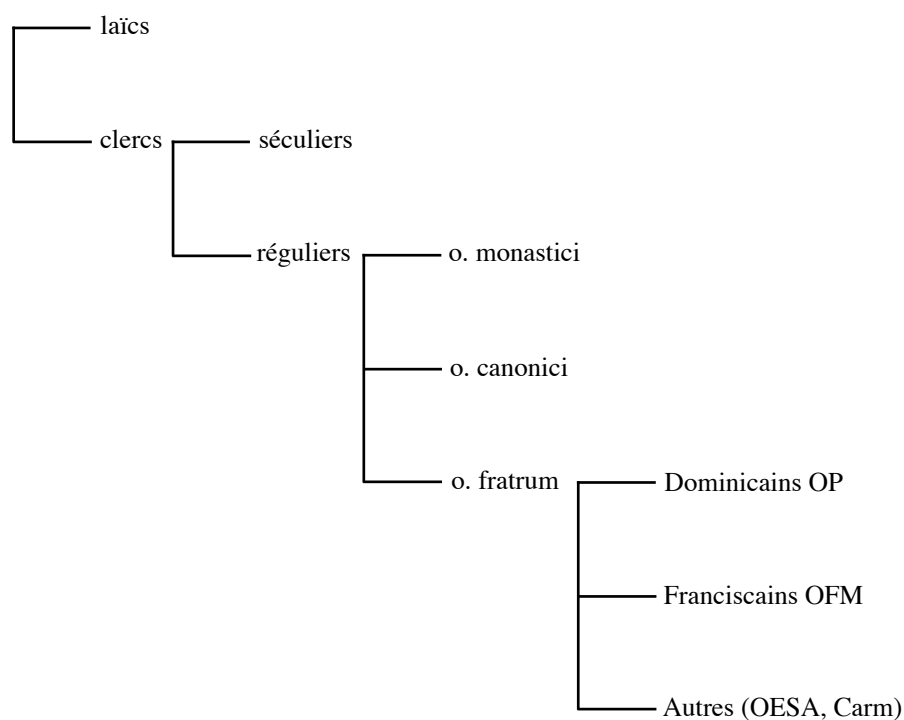 laïcs
clercs
séculiers
réguliers
o. monastici
o. canonici
o. fratrum
Dominicains OP
Franciscains OFM
Autres (OESA, Carm)